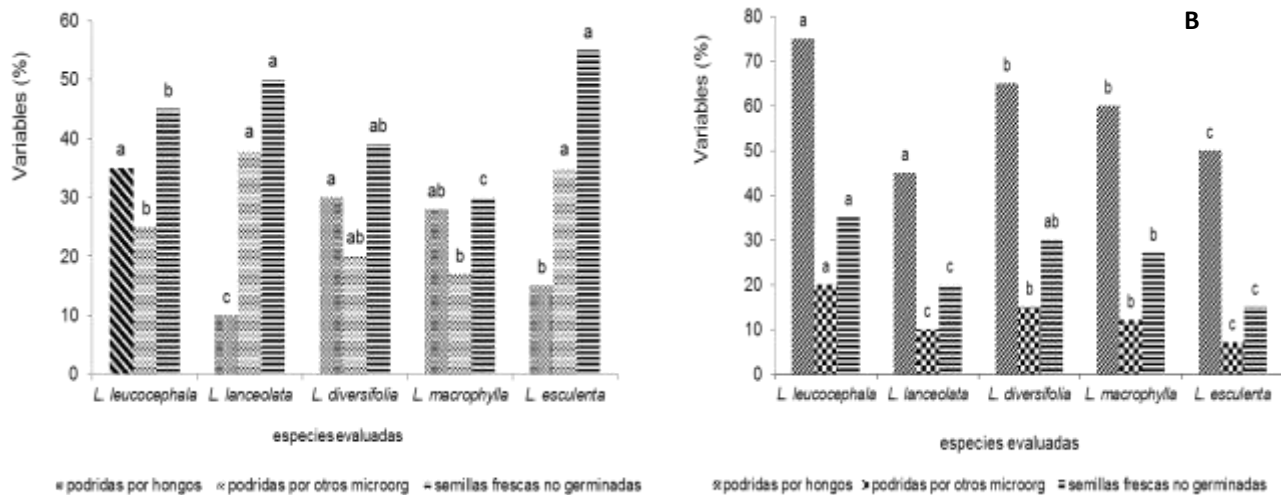 60
50
40
30
20
10
0
Variables (%)
a
b
b
c
a
a
a
ab
ab
ab
b
c
b
a
a
L. leucocephala
L. lanceolata
L. diversifolia
L. macrophylla
L. esculenta
especies evaluadas
podridas por hongos
podridas por otros microorg
semillas frescas no germinadas
B
80
70
60
50
40
30
20
10
0
Variables (%)
a
a
a
a
c
c
b
b
ab
b
b
b
c
c
c
L. leucocephala
L. lanceolata
L. diversifolia
L. macrophylla
L. esculenta
especies evaluadas
podridas por hongos
podridas por otros microorg
semillas frescas no germinadas